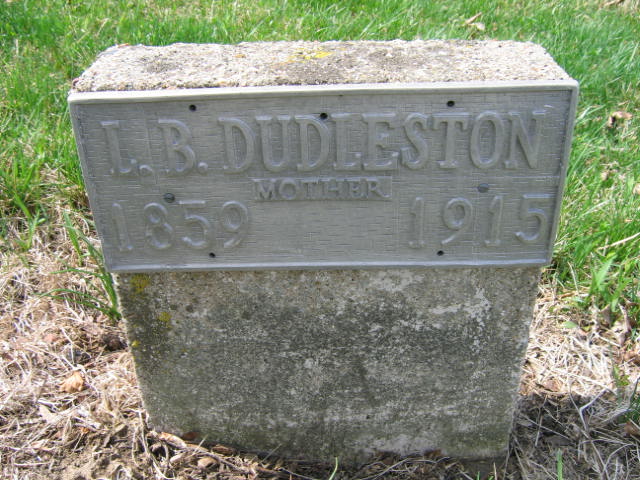 L.B. DUDLESTON
MOTHER
1859 1915